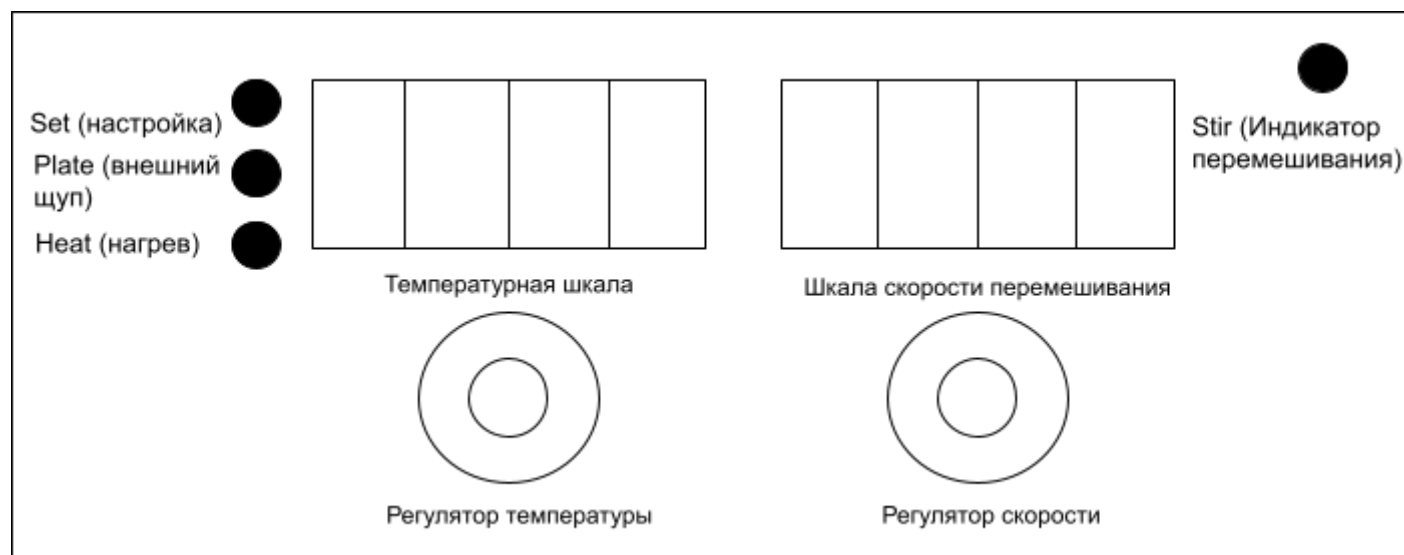 Set (настройка)
Plate (внешний
щуп)
Heat (нагрев)
Температурная шкала
Регулятор температуры
Шкала скорости перемешивания
Регулятор скорости
Stir (Индикатор
перемешивания)